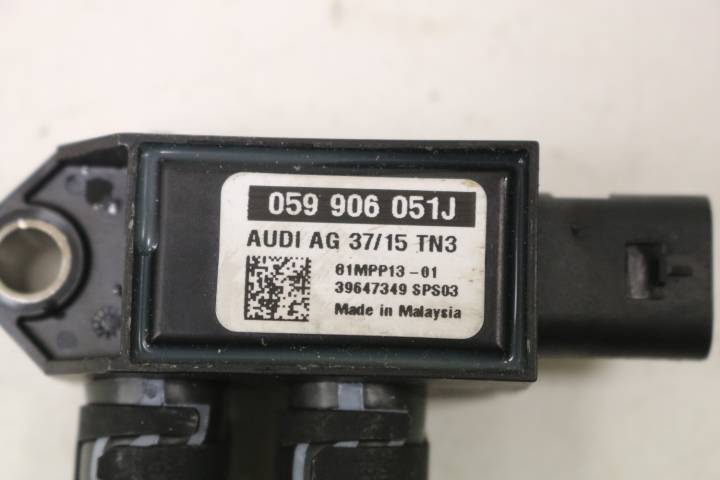 059 906 051J
AUDI AG 37/15 TN3
81MPP13-01
39647349 SPS03
Made in Malaysia